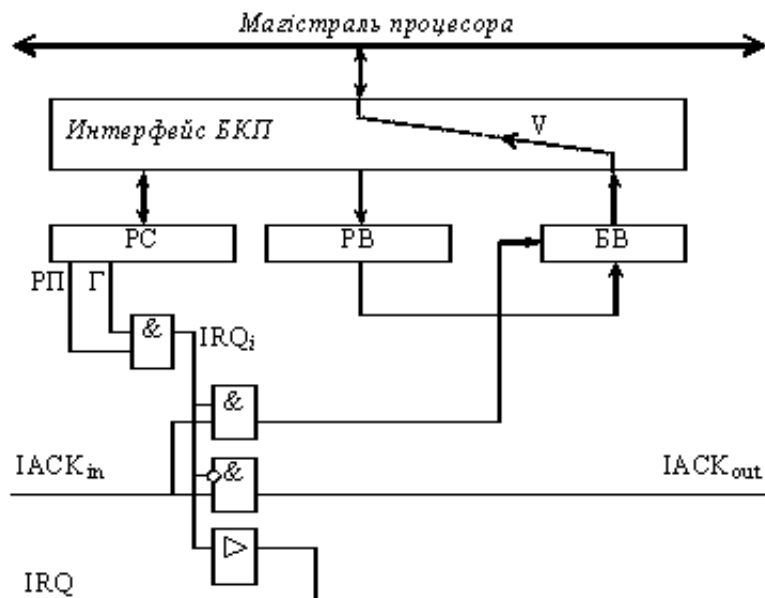 Магістраль процесора
Интерфейс БКП
V
РС
РВ
БВ
РП
Г
&
IRQi
&
IACKin
&
IACKout
IRQ